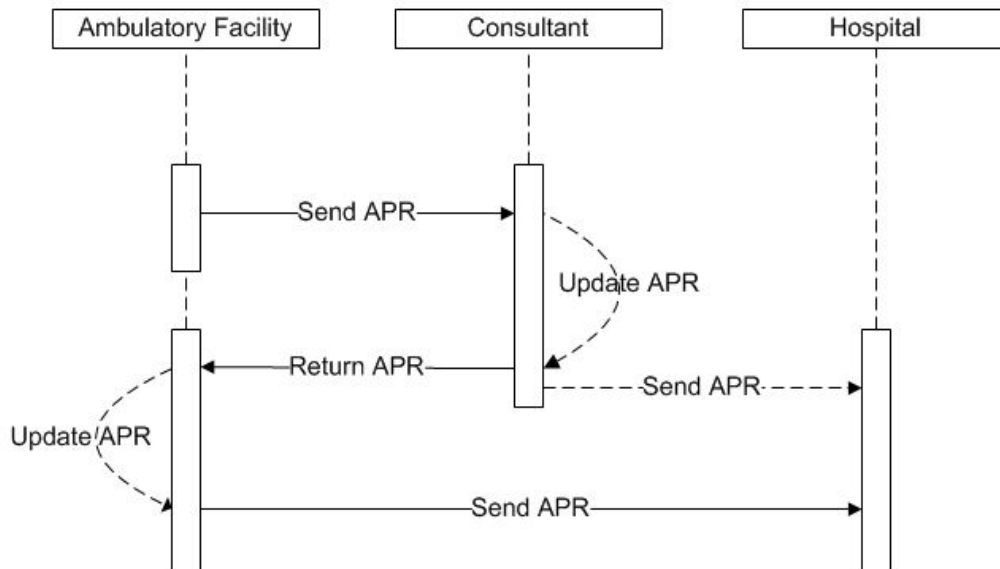 Ambulatory Facility
Consultant
Hospital
Send APR
Update APR
Return APR
Send APR
Update APR
Send APR